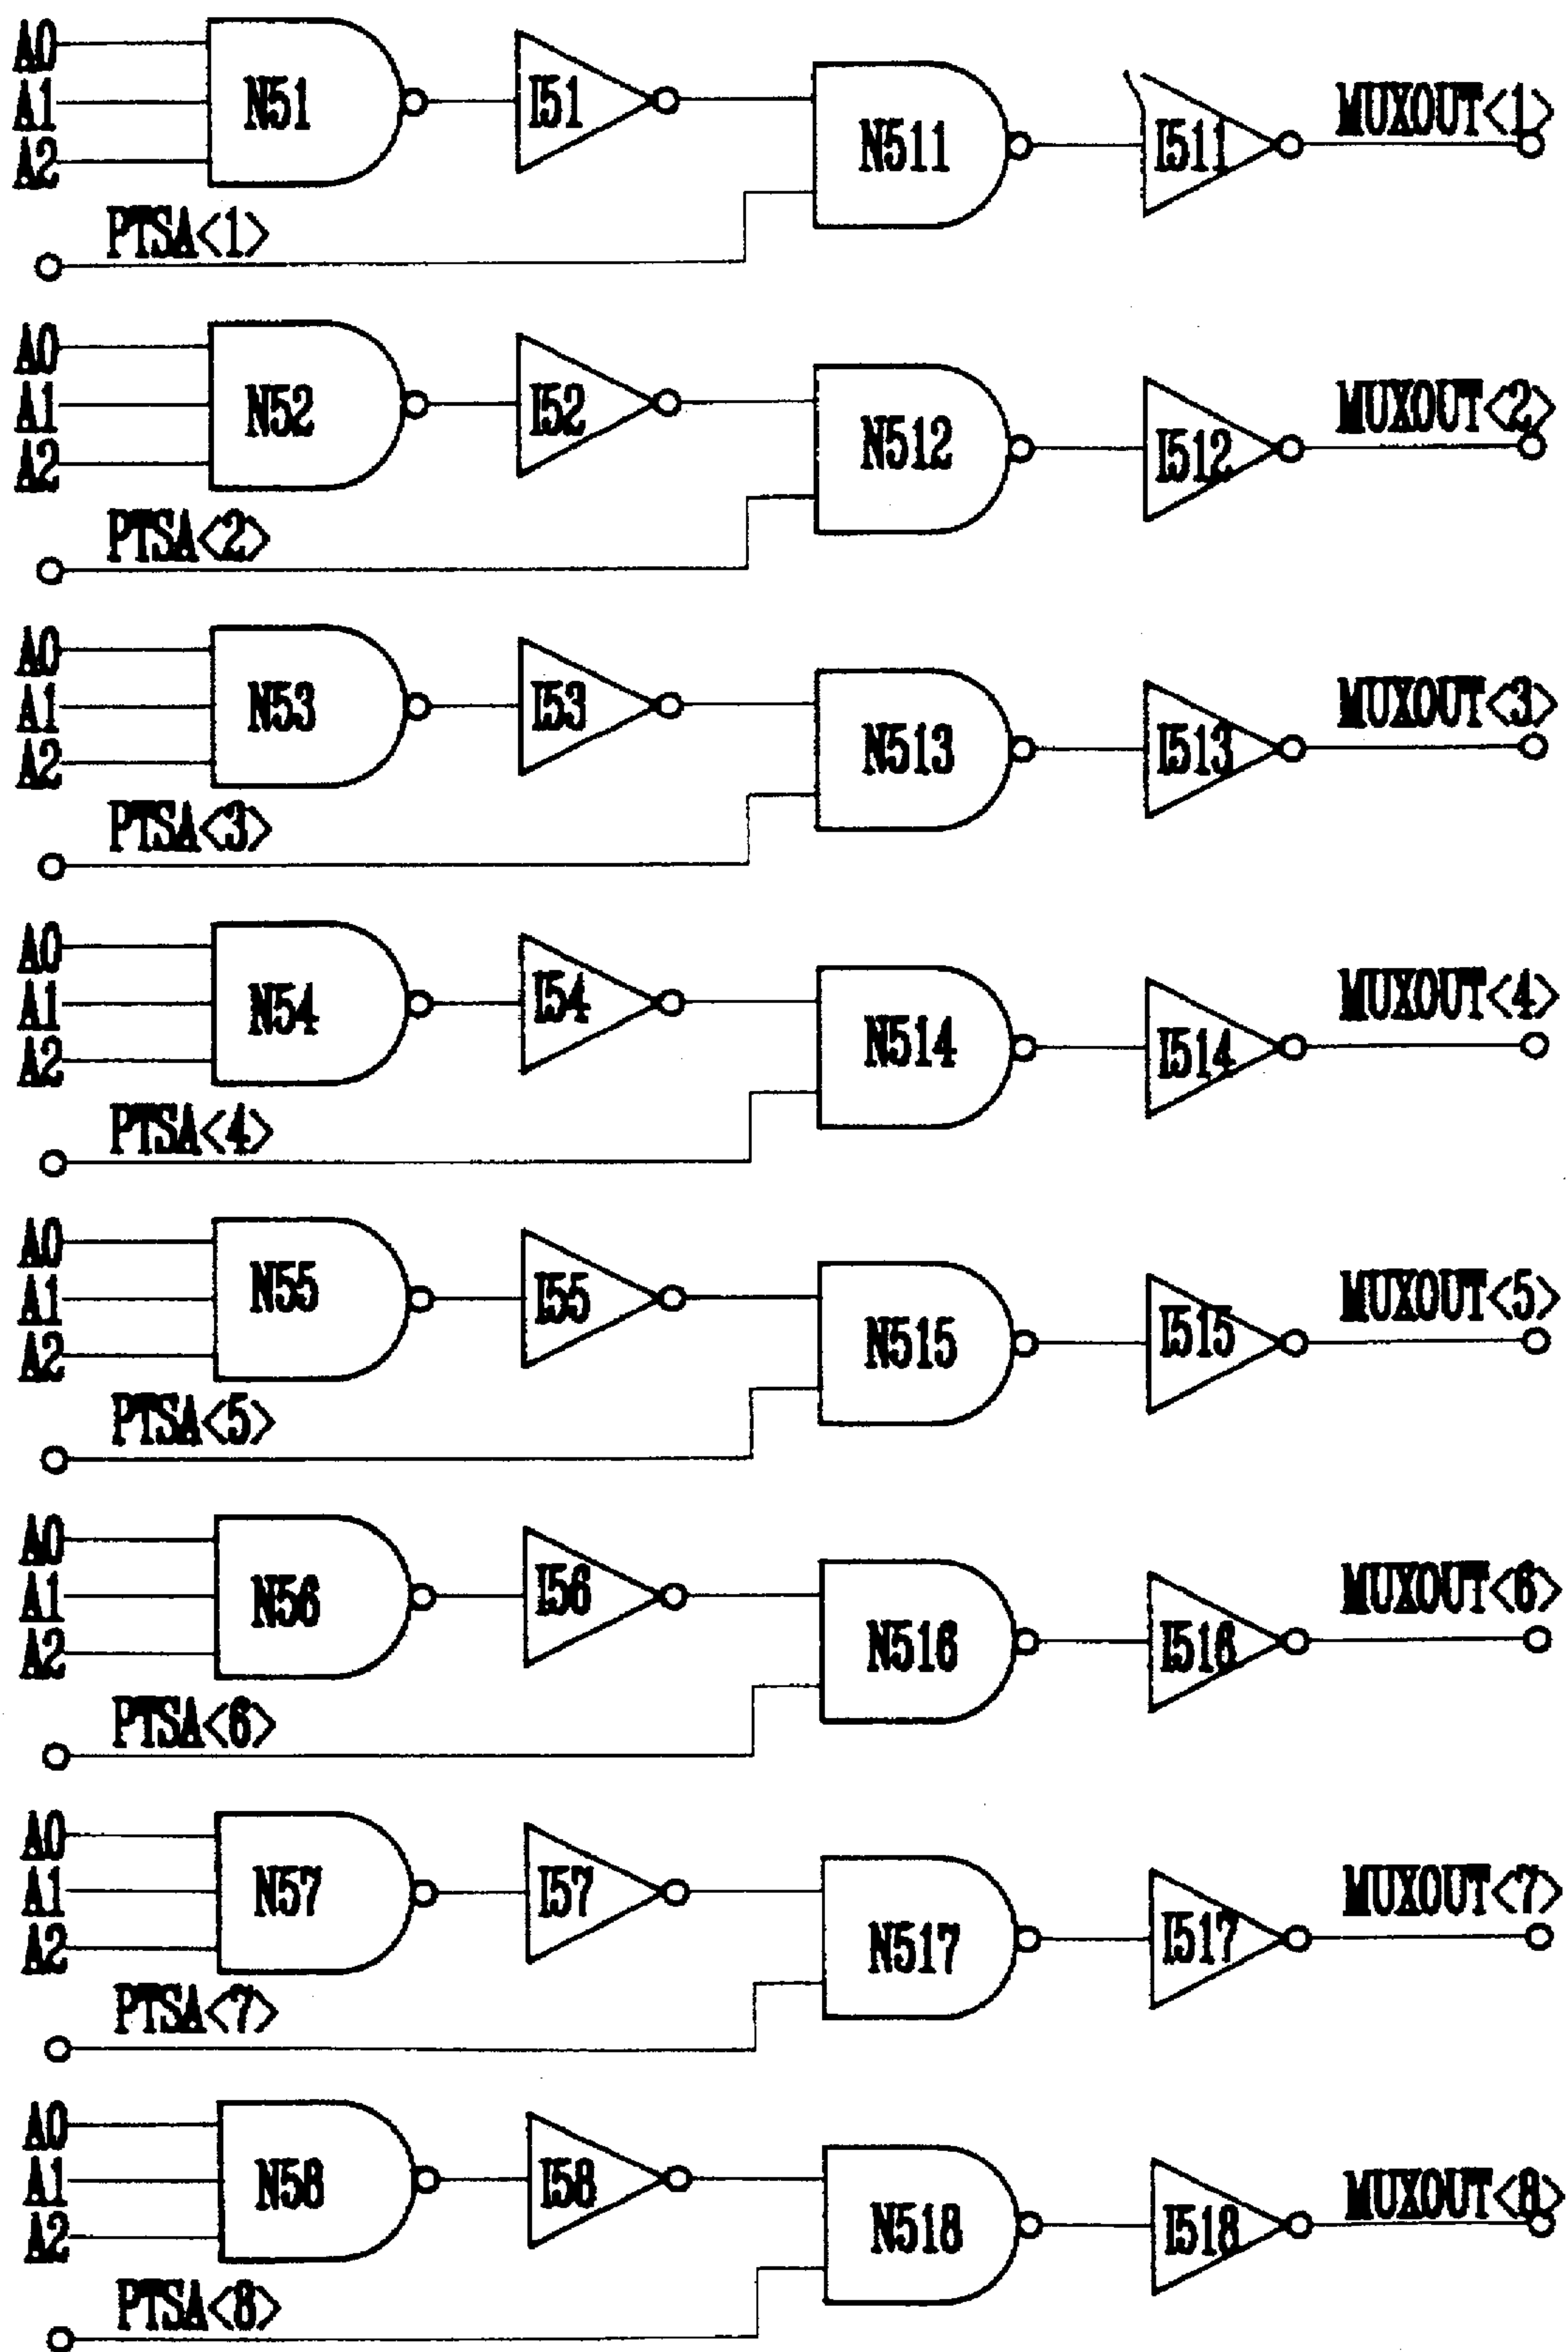 A0
A1
A2
N51
I51
N511
I511
MUXOUT<1>
PTSA<1>
A0
A1
A2
N52
I52
N512
I512
MUXOUT<2>
PTSA<2>
A0
A1
A2
N53
I53
N513
I513
MUXOUT<3>
PTSA<3>
A0
A1
A2
N54
I54
N514
I514
MUXOUT<4>
PTSA<4>
A0
A1
A2
N55
I55
N515
I515
MUXOUT<5>
PTSA<5>
A0
A1
A2
N56
I56
N516
I516
MUXOUT<6>
PTSA<6>
A0
A1
A2
N57
I57
N517
I517
MUXOUT<7>
PTSA<7>
A0
A1
A2
N58
I58
N518
I518
MUXOUT<8>
PTSA<8>